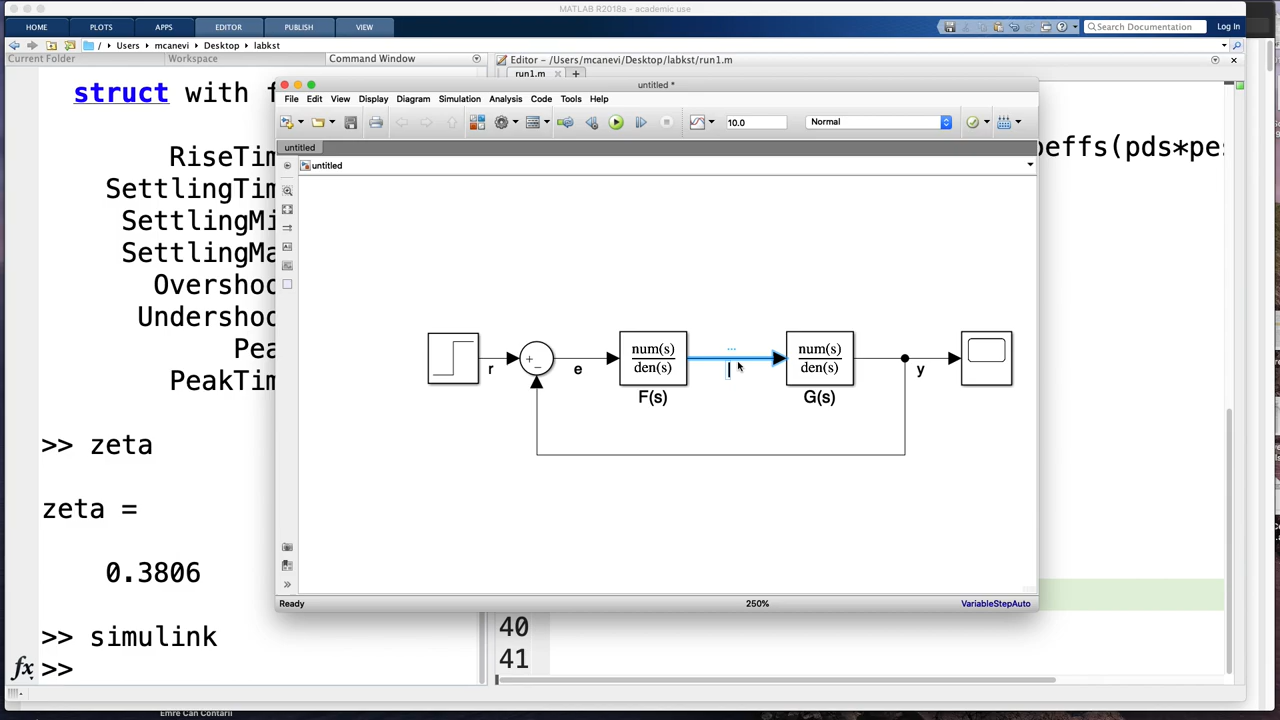 MATLAB R2018a - academic use
HOME PLOTS APPS EDITOR PUBLISH VIEW
Search Documentation Log In
/ Users mcanevi Desktop labkst
Current Folder Workspace Command Window
Editor - /Users/mcanevi/Desktop/labkst/run1.m
run1.m
struct with f
RiseTim
SettlingTim
SettlingMi
SettlingMa
Overshoo
Undershoo
Pea
PeakTim
>> zeta
zeta =
0.3806
>> simulink
fx >>
untitled *
File Edit View Display Diagram Simulation Analysis Code Tools Help
10.0 Normal
untitled
untitled
r
+
−
e
num(s)
den(s)
F(s)
...
num(s)
den(s)
G(s)
y
Ready 250% VariableStepAuto
oeffs(pds*pes
40
41
Emre Can Contarli